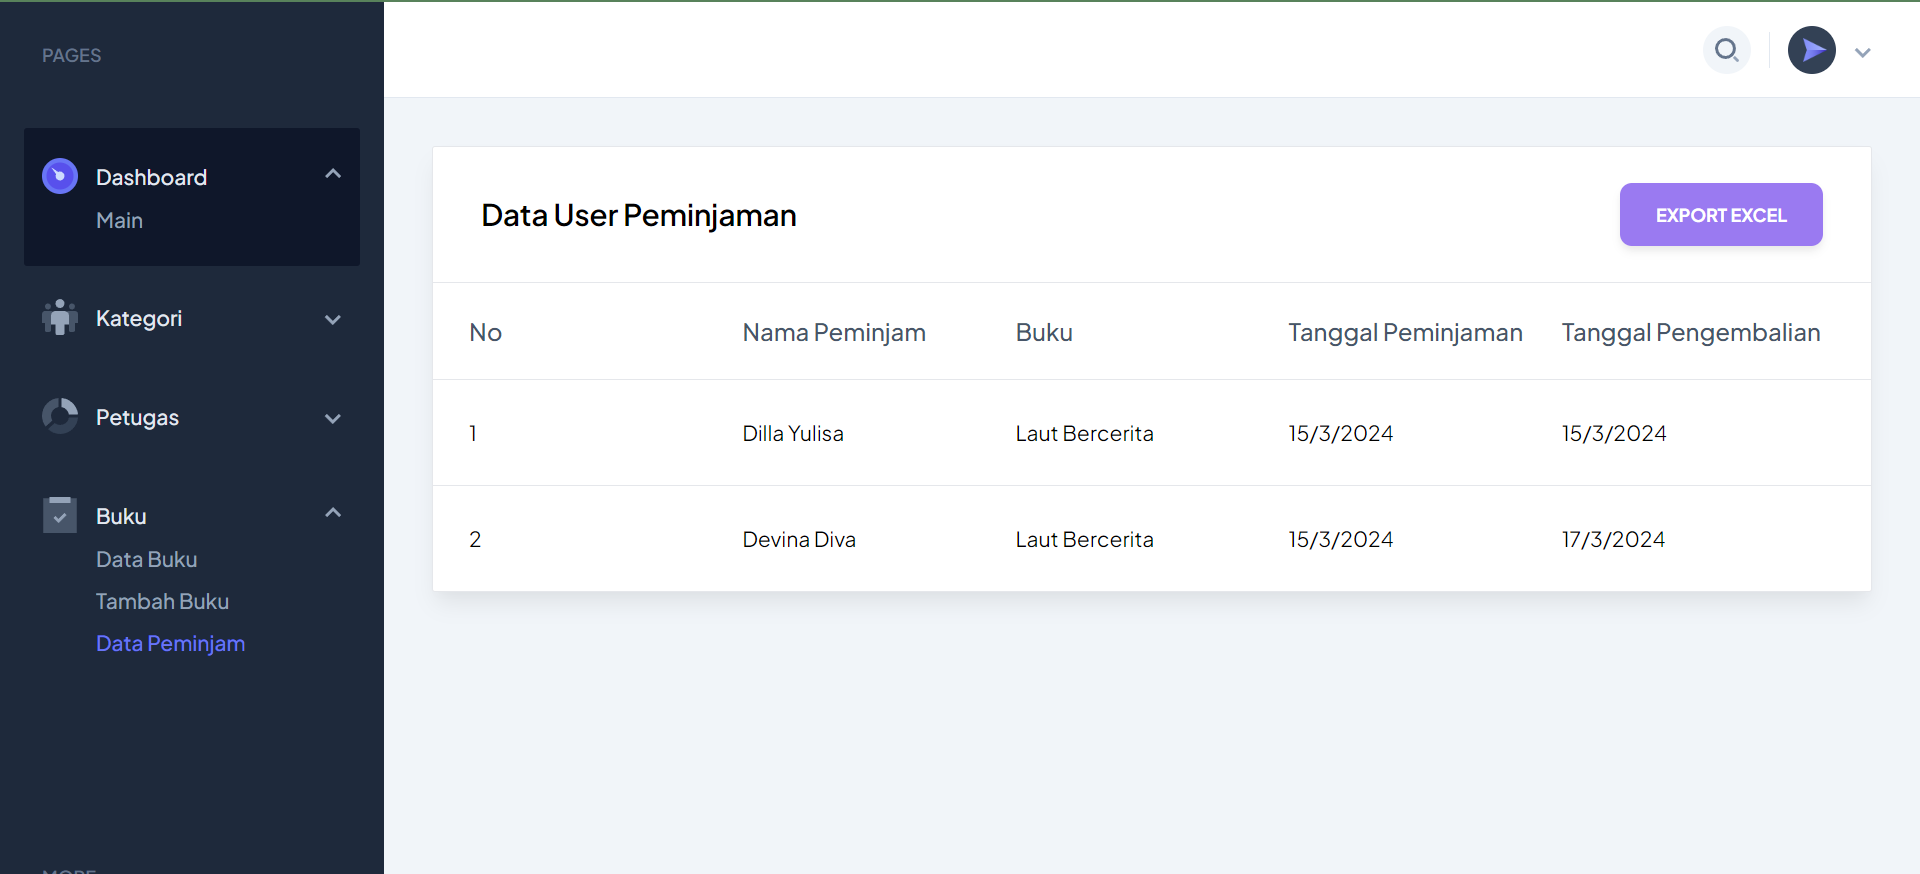 PAGES
Dashboard
Main
Kategori
Petugas
Buku
Data Buku
Tambah Buku
Data Peminjam
MORE
Data User Peminjaman
EXPORT EXCEL
No Nama Peminjam Buku Tanggal Peminjaman Tanggal Pengembalian
1 Dilla Yulisa Laut Bercerita 15/3/2024 15/3/2024
2 Devina Diva Laut Bercerita 15/3/2024 17/3/2024